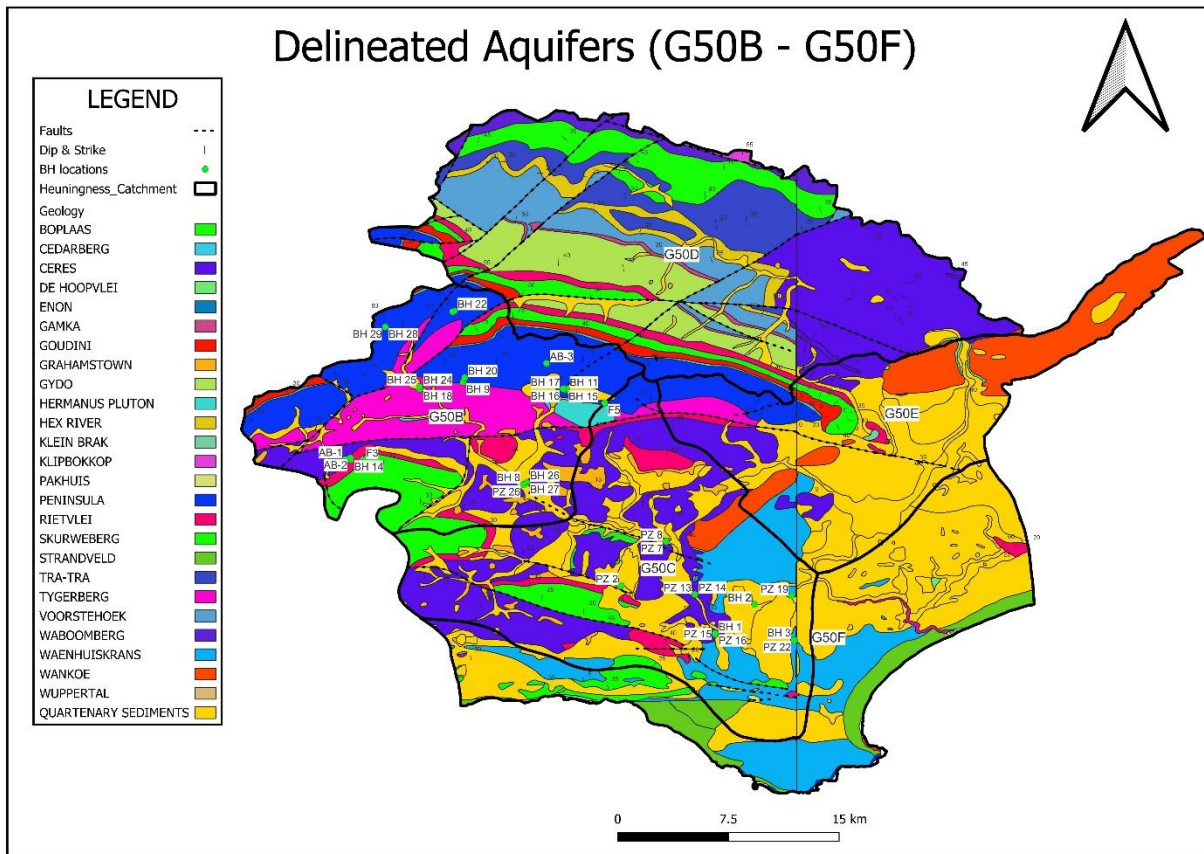 Delineated Aquifers (G50B - G50F)
LEGEND
Faults
Dip & Strike
BH locations
Heuningness_Catchment
Geology
BOPLAAS
CEDARBERG
CERES
DE HOOPVLEI
ENON
GAMKA
GOUDINI
GRAHAMSTOWN
GYDO
HERMANUS PLUTON
HEX RIVER
KLEIN BRAK
KLIPBOKKOP
PAKHUIS
PENINSULA
RIETVLEI
SKURWEBERG
STRANDVELD
TRA-TRA
TYGERBERG
VOORSTEHOEK
WABOOMBERG
WAENHUISKRANS
WANKOE
WUPPERTAL
QUARTENARY SEDIMENTS
G50D
BH 22
BH 29
BH 28
AB-3
BH 20
BH 25
BH 24
BH 9
BH 18
BH 17
BH 11
BH 16
BH 15
F5
G50B
G50E
AB-1
F3
AB-2
BH 14
BH 8
BH 26
PZ 26
BH 27
PZ 8
PZ 7
G50C
PZ 2
PZ 13
PZ 14
BH 2
PZ 19
PZ 15
BH 1
PZ 16
BH 3
PZ 22
G50F
0 7.5 15 km